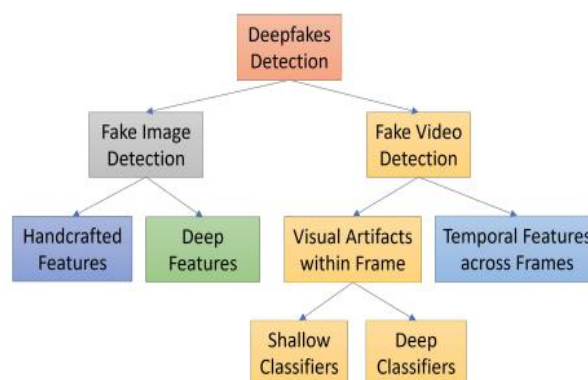 Deepfakes
Detection
Fake Image
Detection
Fake Video
Detection
Handcrafted
Features
Deep
Features
Visual Artifacts
within Frame
Temporal Features
across Frames
Shallow
Classifiers
Deep
Classifiers